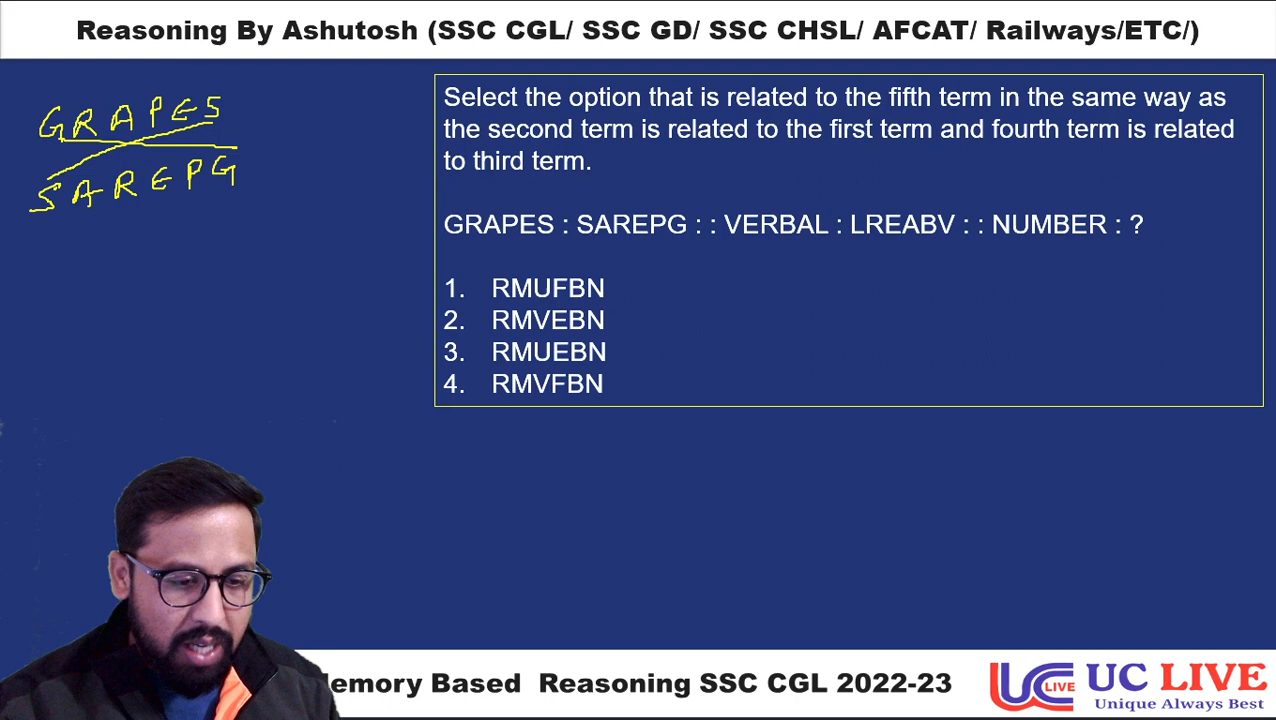 Reasoning By Ashutosh (SSC CGL/ SSC GD/ SSC CHSL/ AFCAT/ Railways/ETC/)
GRAPES
SAREPG
Select the option that is related to the fifth term in the same way as
the second term is related to the first term and fourth term is related
to third term.
GRAPES : SAREPG : : VERBAL : LREABV : : NUMBER : ?
1. RMUFBN
2. RMVEBN
3. RMUEBN
4. RMVFBN
emory Based Reasoning SSC CGL 2022-23
UC LIVE UC LIVE
Unique Always Best